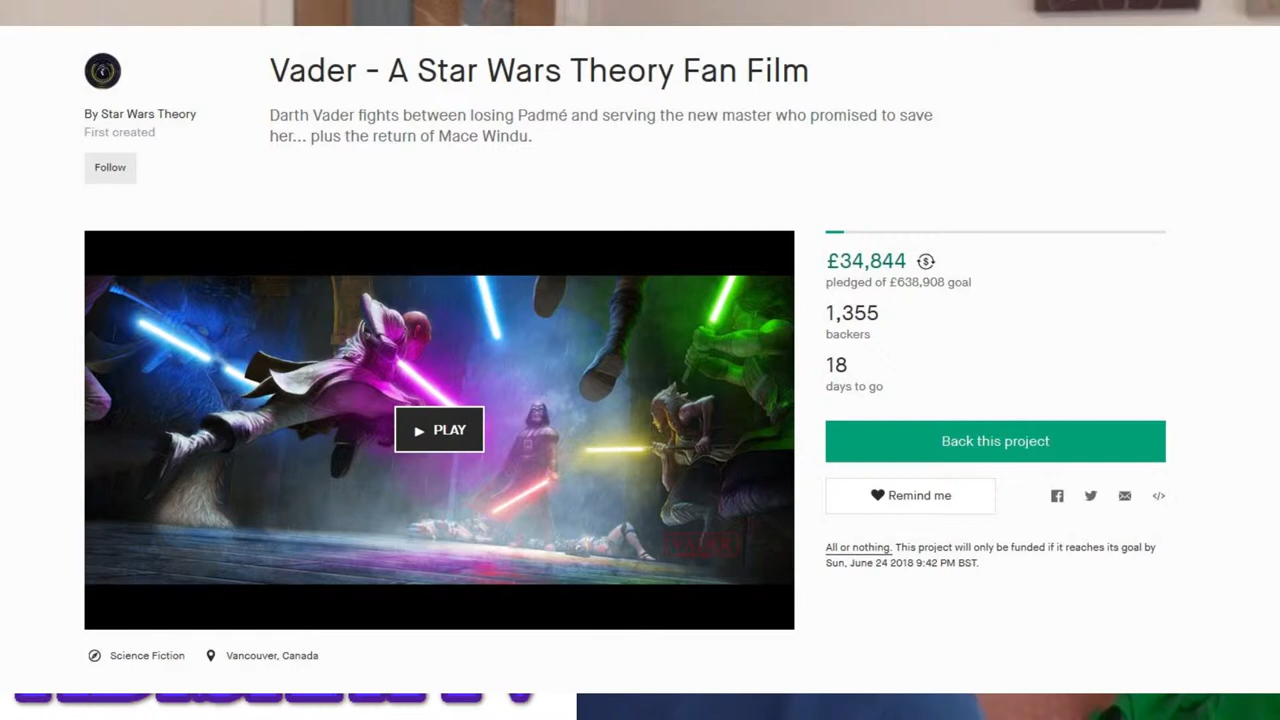 Vader - A Star Wars Theory Fan Film
By Star Wars Theory
First created
Follow
Darth Vader fights between losing Padmé and serving the new master who promised to save
her... plus the return of Mace Windu.
PLAY
£34,844
pledged of £638,908 goal
1,355
backers
18
days to go
Back this project
Remind me
All or nothing. This project will only be funded if it reaches its goal by
Sun, June 24 2018 9:42 PM BST.
Science Fiction
Vancouver, Canada